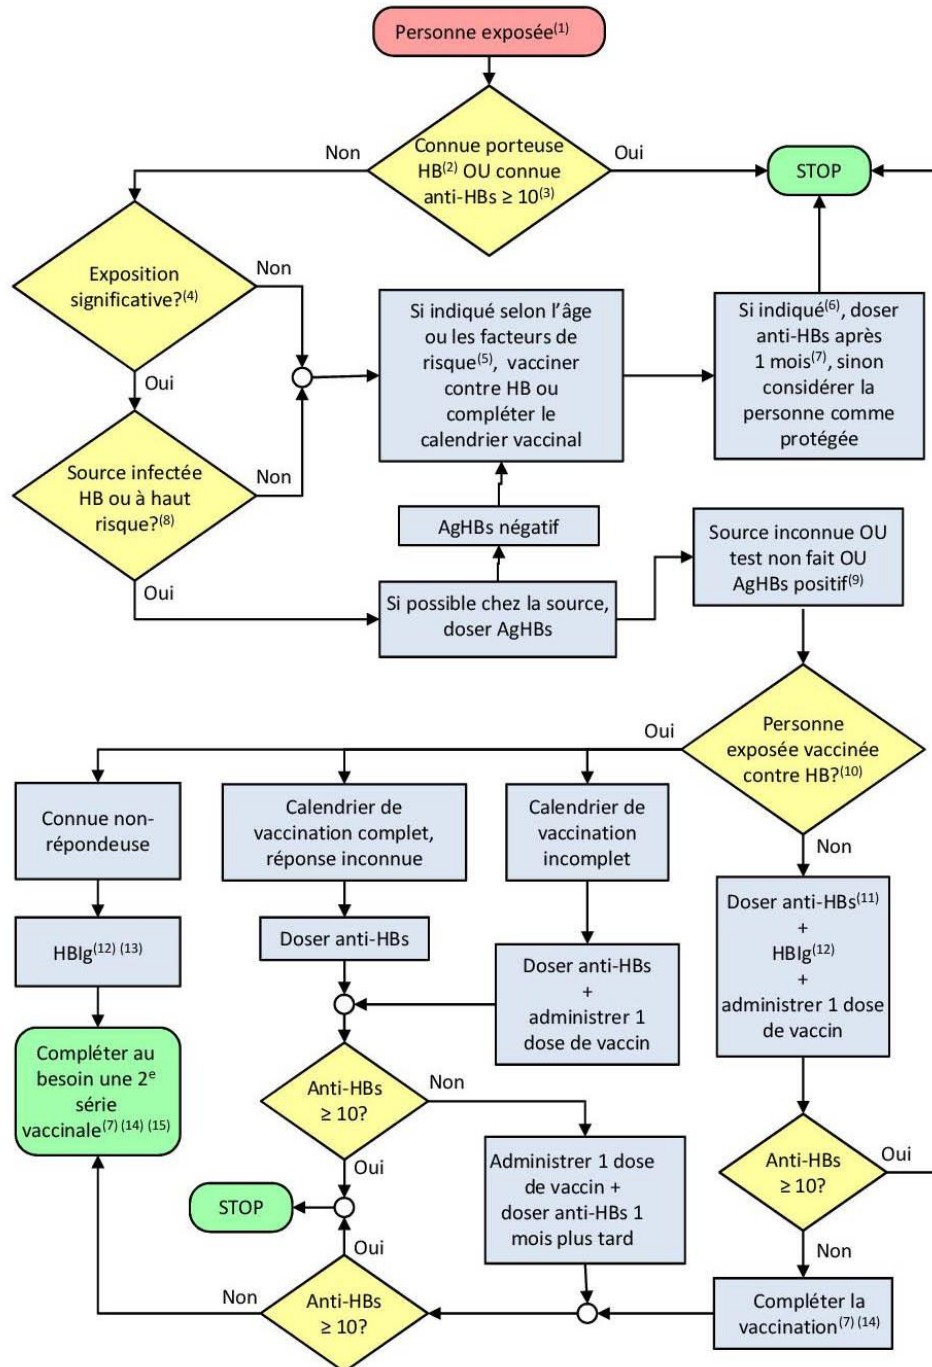 Personne exposée(1)
Connue porteuse
HB(2) OU connue
anti-HBs ≥ 10(3)
Non
Oui
STOP
Exposition
significative?(4)
Non
Oui
Si indiqué selon l'âge
ou les facteurs de
risque(5), vacciner
contre HB ou
compléter le
calendrier vaccinal
Si indiqué(6), doser
anti-HBs après
1 mois(7), sinon
considérer la
personne comme
protégée
Source infectée
HB ou à haut
risque?(8)
Non
Oui
AgHBs négatif
Si possible chez la source,
doser AgHBs
Source inconnue OU
test non fait OU
AgHBs positif(9)
Personne
exposée vaccinée
contre HB?(10)
Oui
Non
Connue non-
répondeuse
Calendrier de
vaccination complet,
réponse inconnue
Calendrier de
vaccination
incomplet
HBIg(12) (13)
Doser anti-HBs
Doser anti-HBs
+
administrer 1
dose de vaccin
Doser anti-HBs(11)
+
HBIg(12)
+
administrer 1 dose
de vaccin
Compléter au
besoin une 2e
série
vaccinale(7) (14) (15)
Anti-HBs
≥ 10?
Non
Oui
Administrer 1 dose
de vaccin +
doser anti-HBs 1
mois plus tard
Anti-HBs
≥ 10?
Oui
Non
STOP
Oui
Anti-HBs
≥ 10?
Non
Compléter la
vaccination(7) (14)